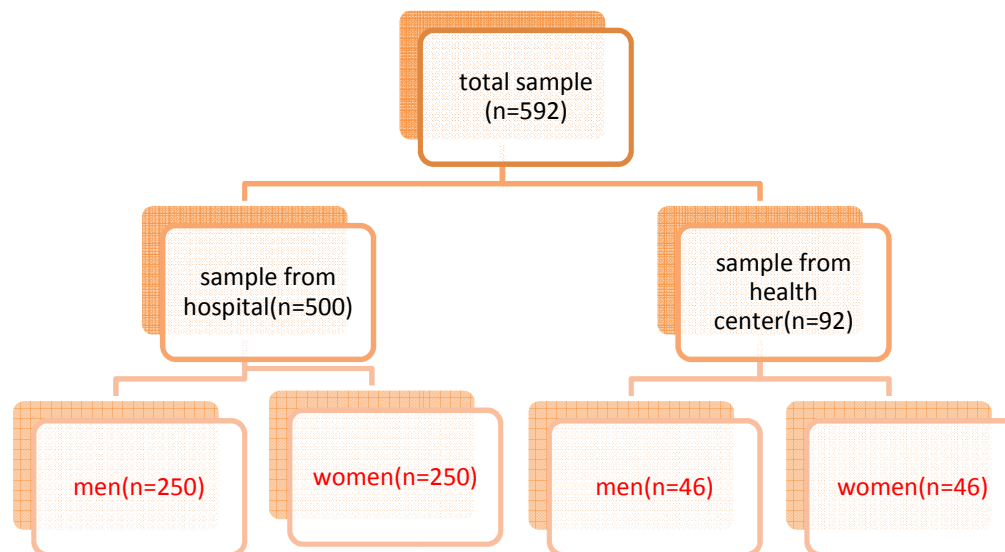 total sample
(n=592)
sample from
hospital(n=500)
sample from
health
center(n=92)
men(n=250)
women(n=250)
men(n=46)
women(n=46)